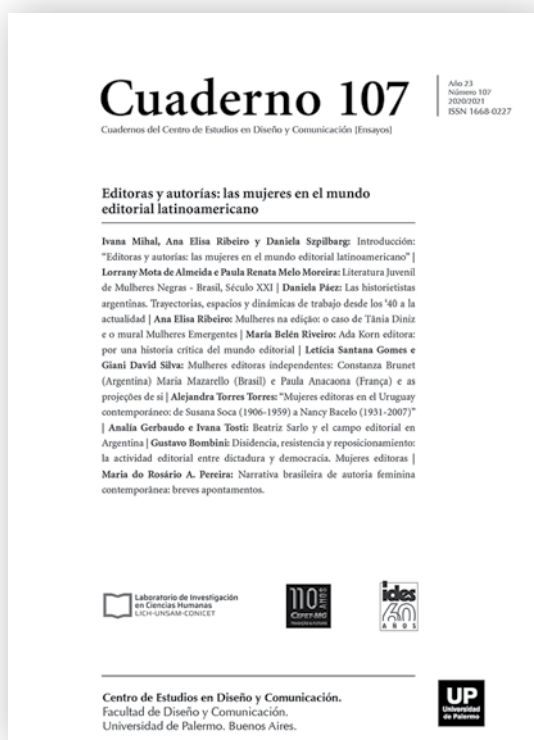 Cuaderno 107
Cuadernos del Centro de Estudios en Diseño y Comunicación [Ensayos]
Año 23
Número 107
2020/2021
ISSN 1668-0227
Editoras y autorías: las mujeres en el mundo
editorial latinoamericano
Ivana Mihal, Ana Elisa Ribeiro y Daniela Szpilbarg: Introducción:
“Editoras y autorías: las mujeres en el mundo editorial latinoamericano” |
Lorrany Mota de Almeida e Paula Renata Melo Moreira: Literatura Juvenil
de Mulheres Negras - Brasil, Século XXI | Daniela Páez: Las historietistas
argentinas. Trayectorias, espacios y dinámicas de trabajo desde los '40 a la
actualidad | Ana Elisa Ribeiro: Mulheres na edição: o caso de Tânia Diniz
e o mural Mulheres Emergentes | María Belén Riveiro: Ada Korn editora:
por una historia crítica del mundo editorial | Letícia Santana Gomes e
Giani David Silva: Mulheres editoras independentes: Constanza Brunet
(Argentina) Maria Mazarello (Brasil) e Paula Anacaona (França) e as
projeções de si | Alejandra Torres Torres: “Mujeres editoras en el Uruguay
contemporáneo: de Susana Soca (1906-1959) a Nancy Bacelo (1931-2007)”
| Analía Gerbaudo e Ivana Tosti: Beatriz Sarlo y el campo editorial en
Argentina | Gustavo Bombini: Disidencia, resistencia y reposicionamiento:
la actividad editorial entre dictadura y democracia. Mujeres editoras |
Maria do Rosário A. Pereira: Narrativa brasileira de autoria feminina
contemporânea: breves apontamentos.
Laboratorio de Investigación
en Ciencias Humanas
LICH-UNSAM-CONICET
110 ANOS
CEFET-MG
ides
60
AÑOS
Centro de Estudios en Diseño y Comunicación.
Facultad de Diseño y Comunicación.
Universidad de Palermo. Buenos Aires.
UP
Universidad
de Palermo